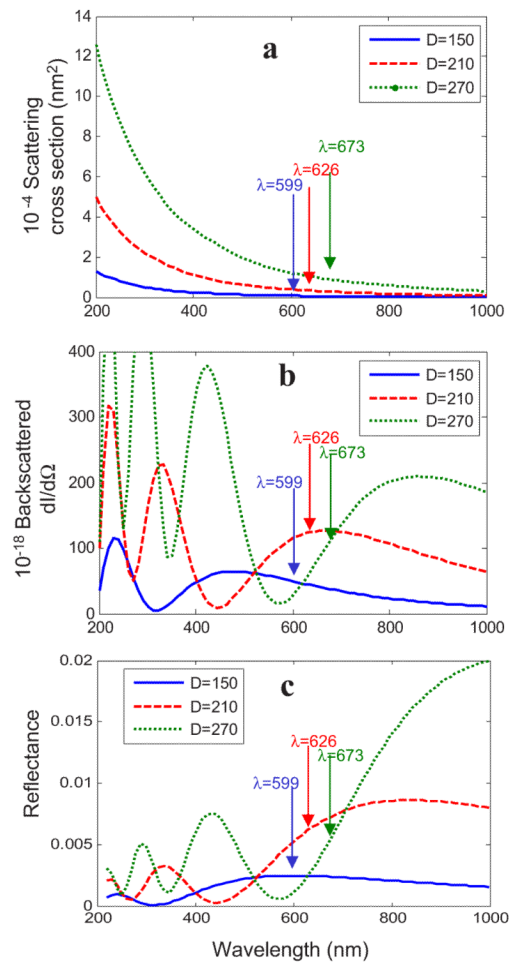 a
D=150
D=210
D=270
14
12
10
8
6
4
2
0
10 -4 Scattering
cross section (nm2)
λ=673
λ=626
λ=599
200 400 600 800 1000
b
D=150
D=210
D=270
400
300
200
100
0
10-18 Backscattered
dI/dΩ
λ=626
λ=673
λ=599
200 400 600 800 1000
c
D=150
D=210
D=270
0.02
0.015
0.01
0.005
0
Reflectance
λ=626
λ=673
λ=599
200 400 600 800 1000
Wavelength (nm)